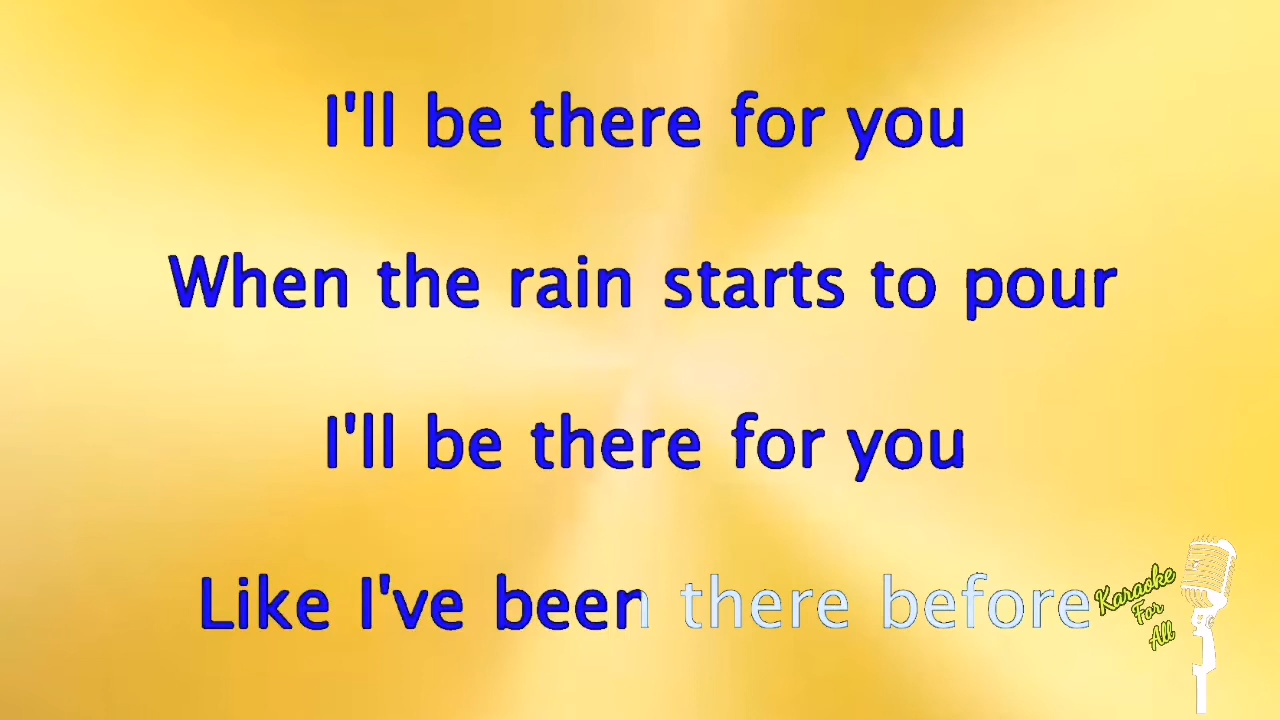 I'll be there for you
When the rain starts to pour
I'll be there for you
Like I've been there before
Karaoke
For
All